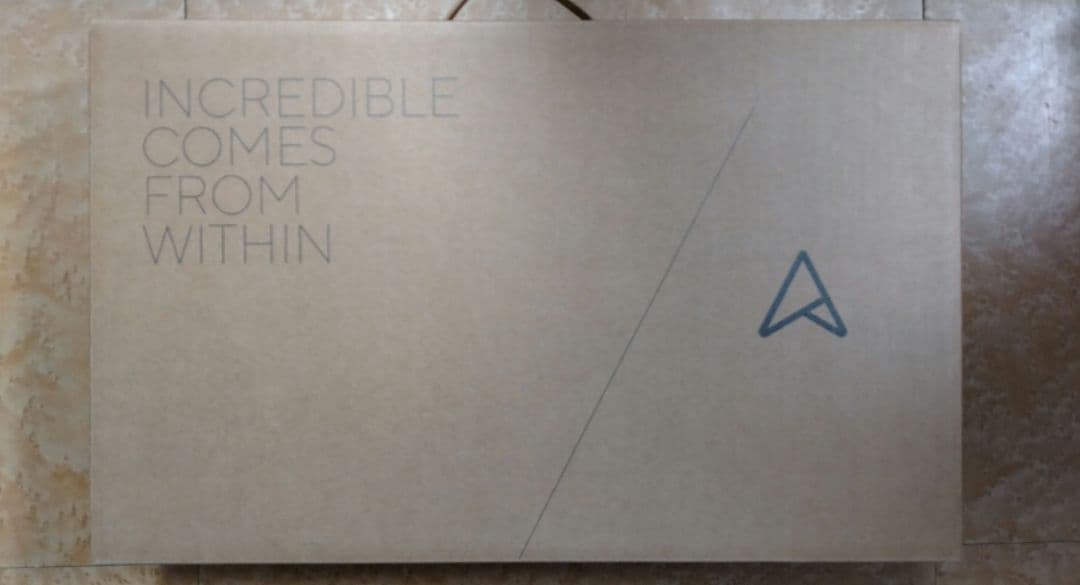 INCREDIBLE
COMES
FROM
WITHIN